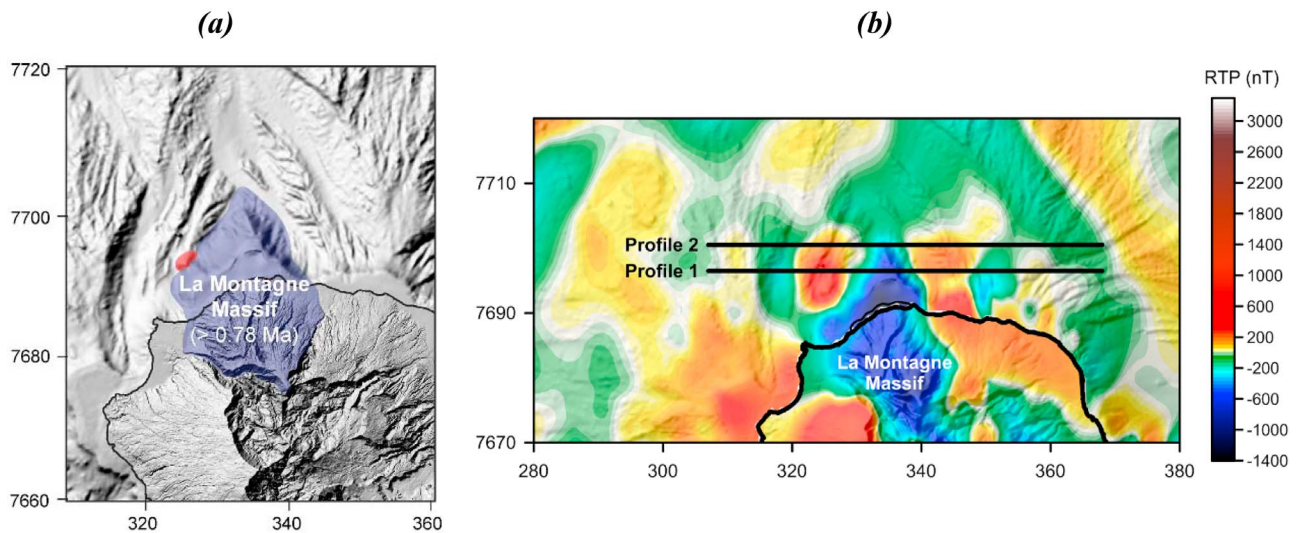 (a)
(b)
7720
7700
7680
7660
320
340
360
La Montagne
Massif
(> 0.78 Ma)
RTP (nT)
7710
7690
7670
280
300
320
340
360
380
Profile 2
Profile 1
La Montagne
Massif
3000
2600
2200
1800
1400
1000
600
200
-200
-600
-1000
-1400